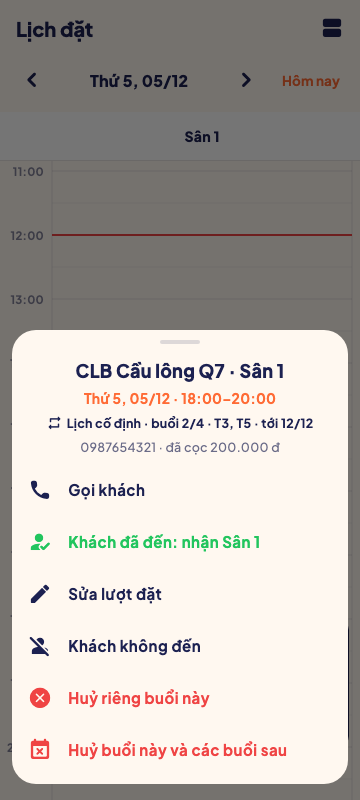 Lịch đặt
Thứ 5, 05/12
Hôm nay
Sân 1
11:00
12:00
13:00
CLB Cầu lông Q7 · Sân 1
Thứ 5, 05/12 · 18:00–20:00
Lịch cố định · buổi 2/4 · T3, T5 · tới 12/12
0987654321 · đã cọc 200.000 đ
Gọi khách
Khách đã đến: nhận Sân 1
Sửa lượt đặt
Khách không đến
Huỷ riêng buổi này
Huỷ buổi này và các buổi sau